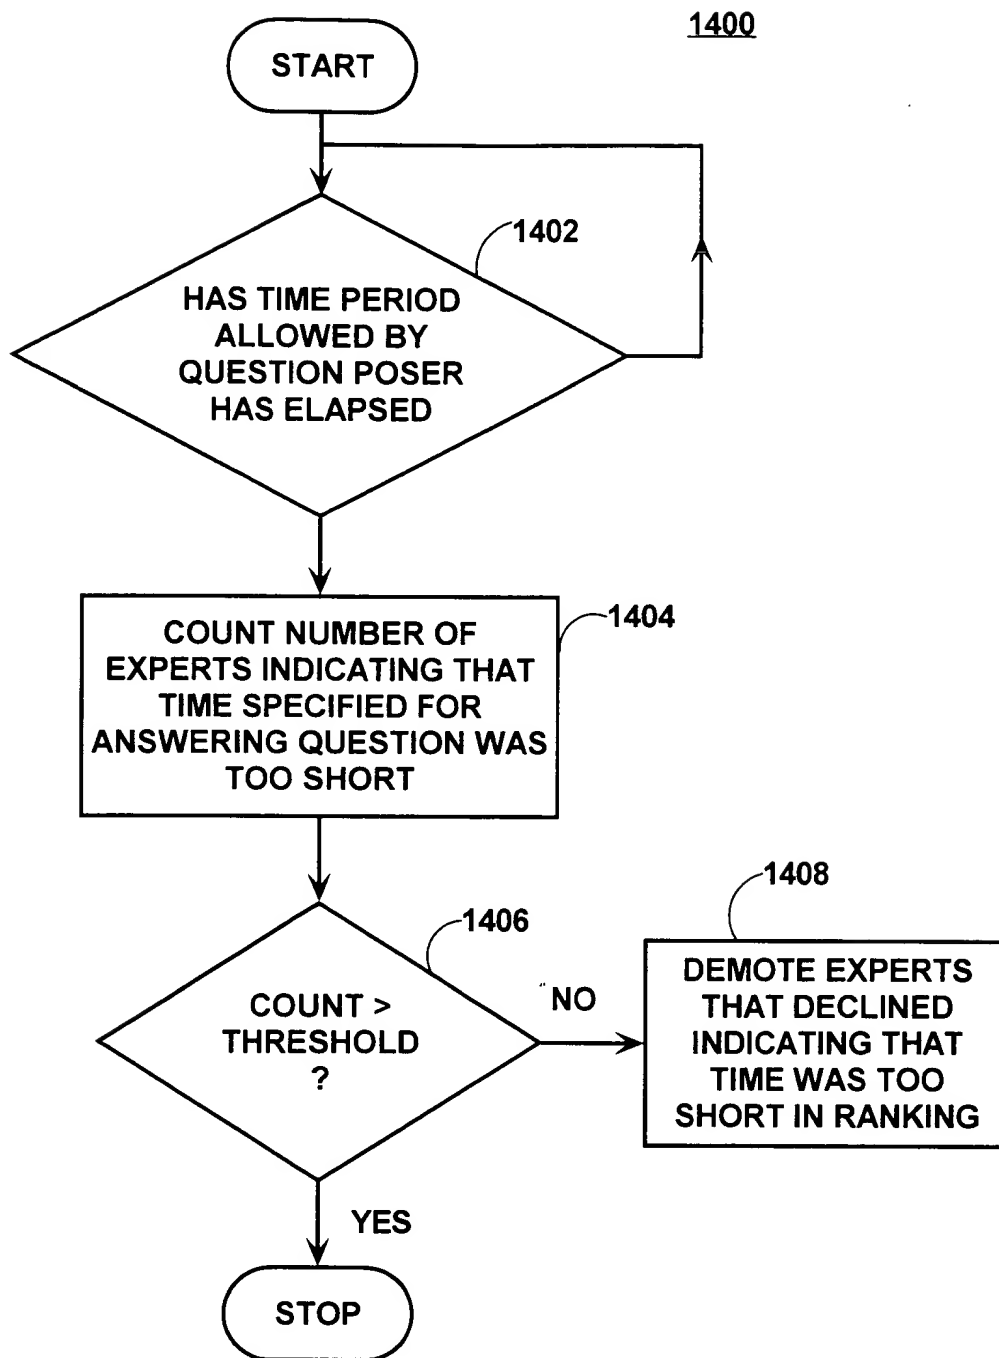 1400
START
1402
HAS TIME PERIOD
ALLOWED BY
QUESTION POSER
HAS ELAPSED
1404
COUNT NUMBER OF
EXPERTS INDICATING THAT
TIME SPECIFIED FOR
ANSWERING QUESTION WAS
TOO SHORT
1406
COUNT >
THRESHOLD
?
NO
1408
DEMOTE EXPERTS
THAT DECLINED
INDICATING THAT
TIME WAS TOO
SHORT IN RANKING
YES
STOP